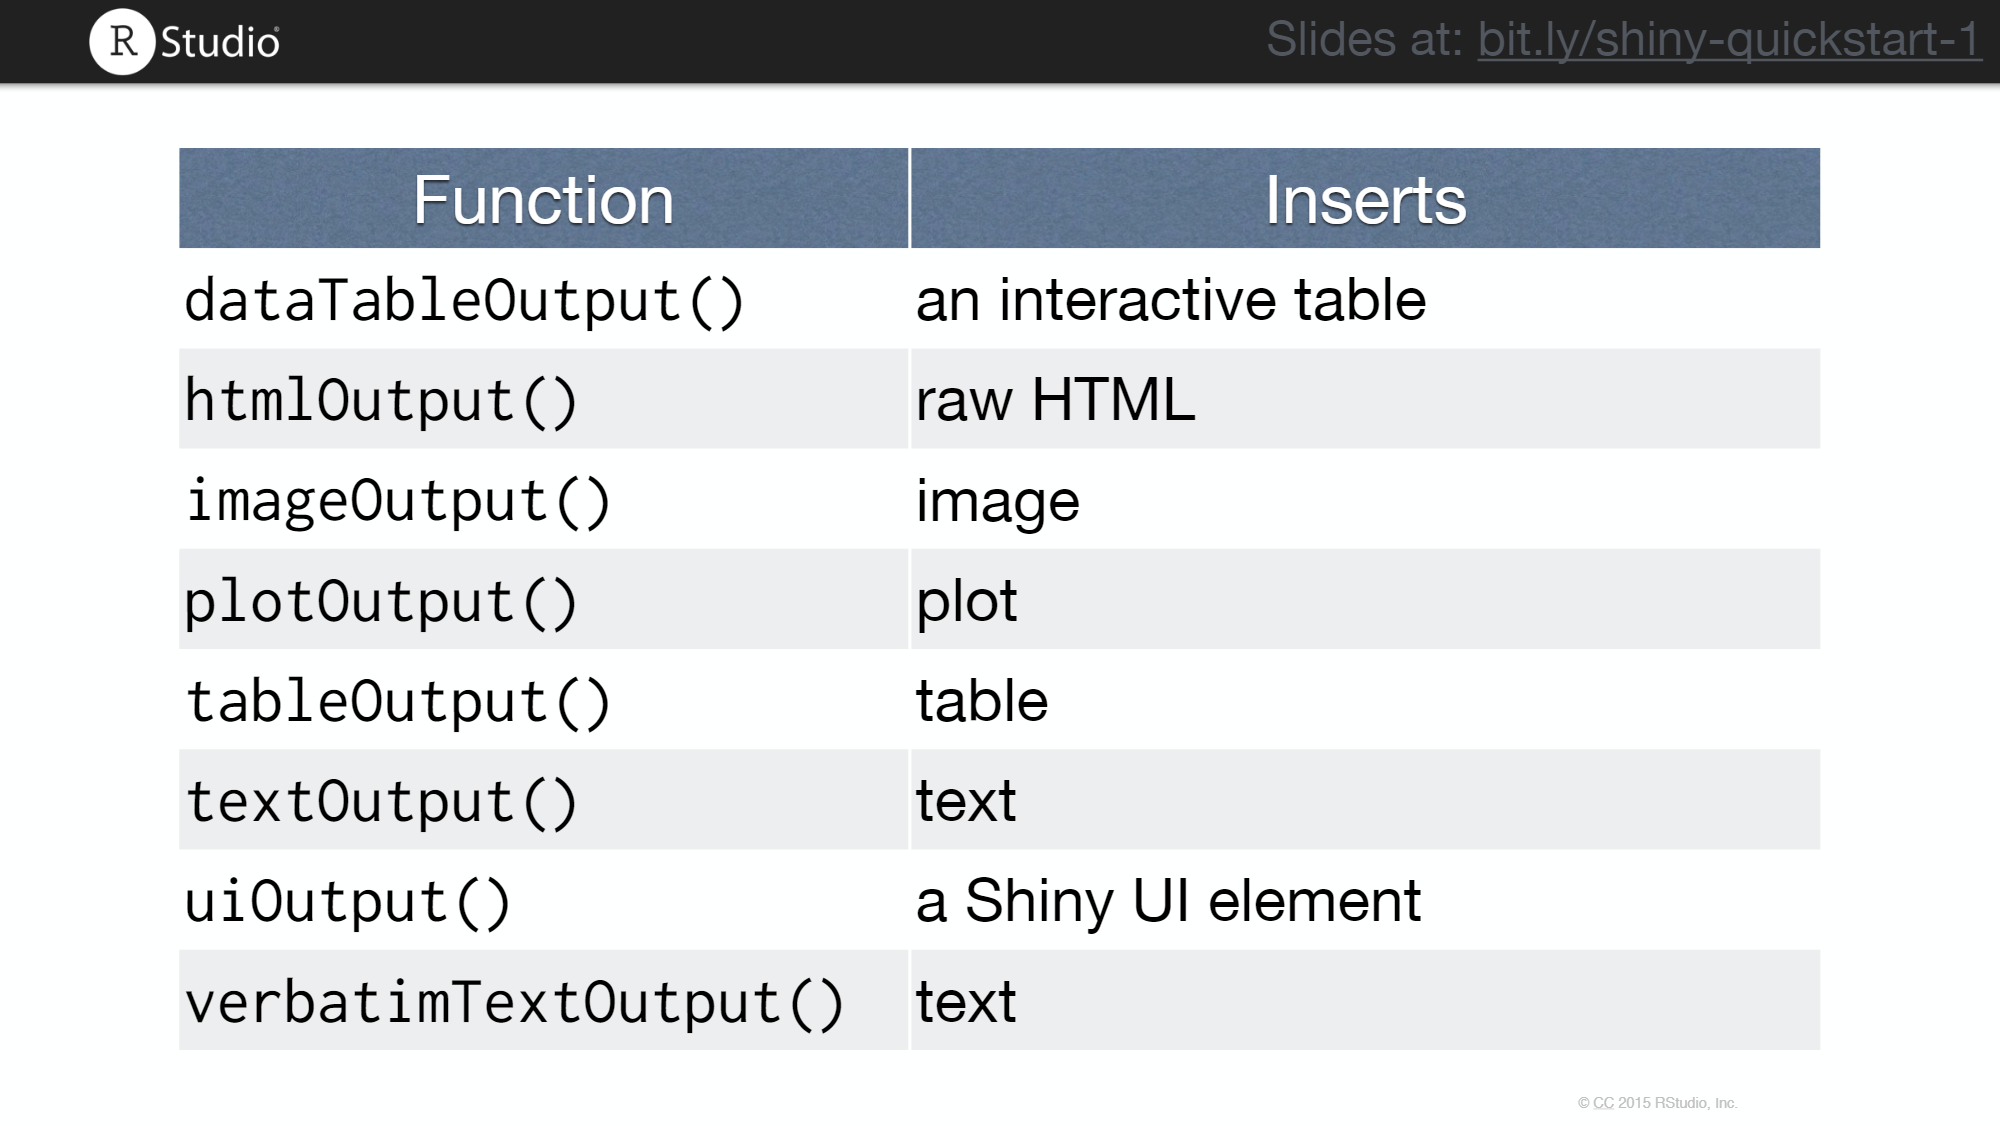 R Studio®
Slides at: bit.ly/shiny-quickstart-1
Function Inserts
dataTableOutput() an interactive table
htmlOutput() raw HTML
imageOutput() image
plotOutput() plot
tableOutput() table
textOutput() text
uiOutput() a Shiny UI element
verbatimTextOutput() text
© CC 2015 RStudio, Inc.